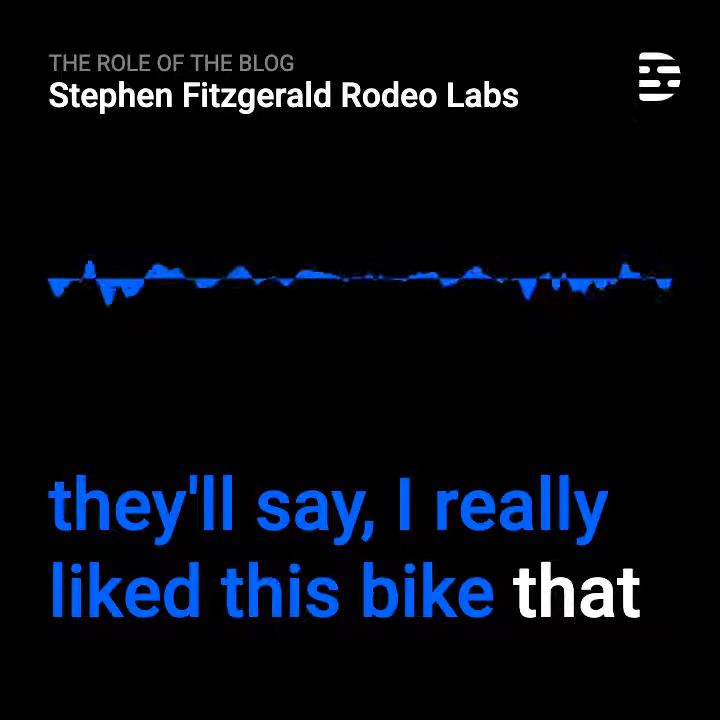 THE ROLE OF THE BLOG
Stephen Fitzgerald Rodeo Labs
they'll say, I really
liked this bike that